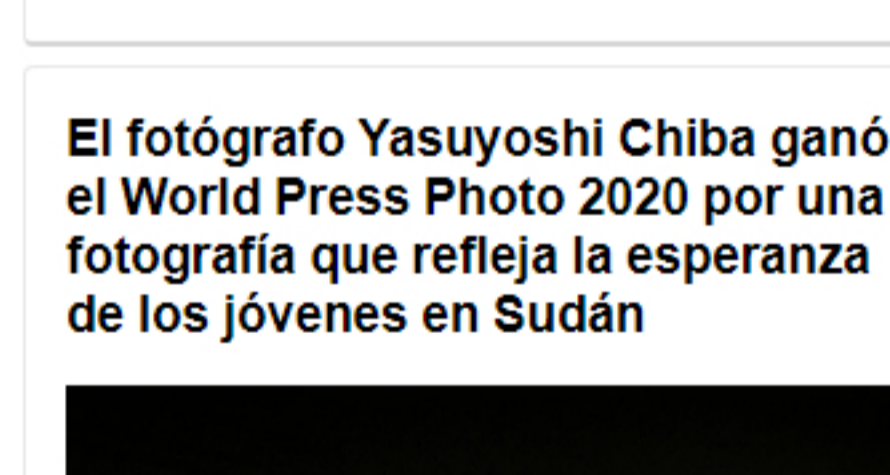 El fotógrafo Yasuyoshi Chiba ganó
el World Press Photo 2020 por una
fotografía que refleja la esperanza
de los jóvenes en Sudán